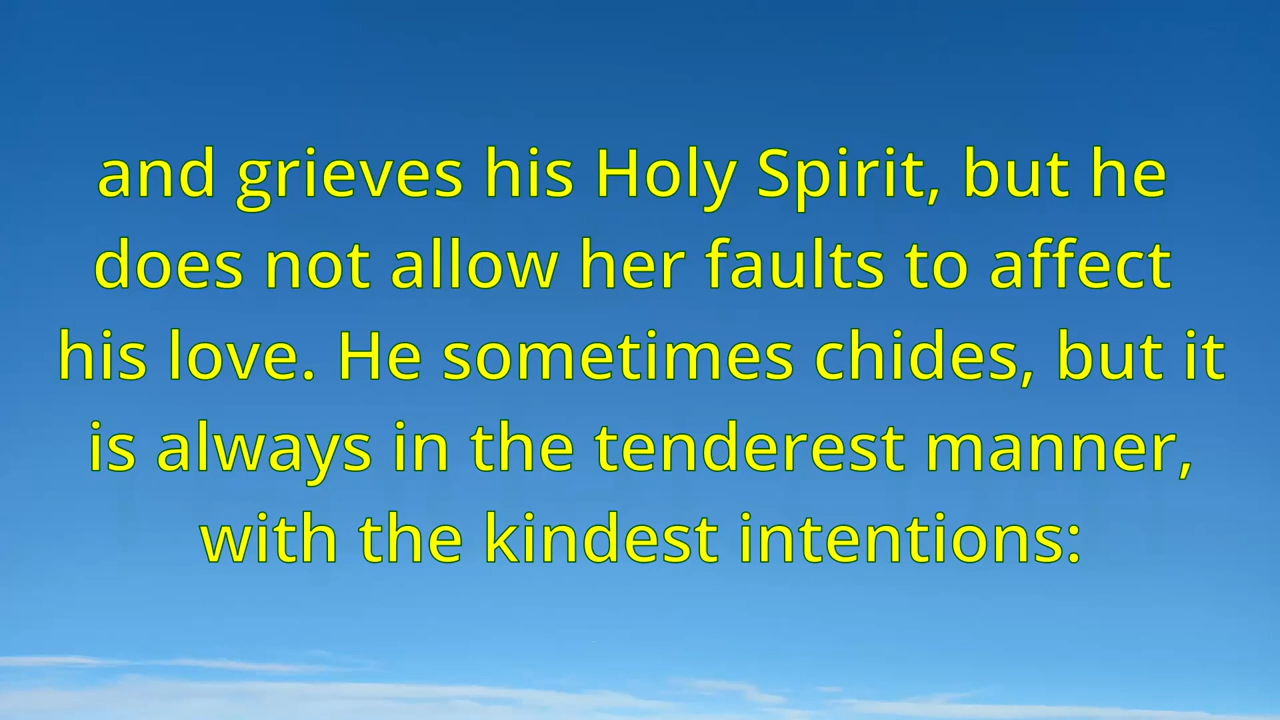 and grieves his Holy Spirit, but he
does not allow her faults to affect
his love. He sometimes chides, but it
is always in the tenderest manner,
with the kindest intentions: